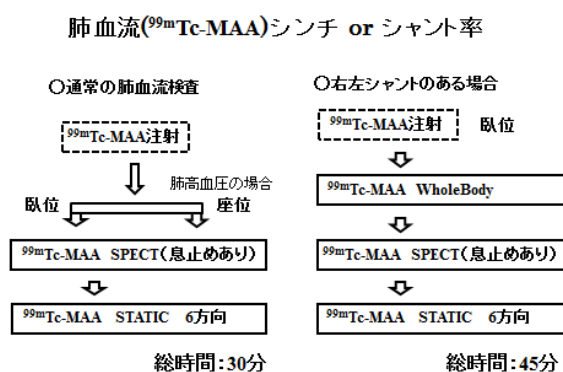 肺血流(99mTc-MAA)シンチ or シャント率
○通常の肺血流検査
99mTc-MAA注射
肺高血圧の場合
臥位
座位
99mTc-MAA SPECT(息止めあり)
99mTc-MAA STATIC 6方向
総時間:30分
○右左シャントのある場合
99mTc-MAA注射 臥位
99mTc-MAA WholeBody
99mTc-MAA SPECT(息止めあり)
99mTc-MAA STATIC 6方向
総時間:45分